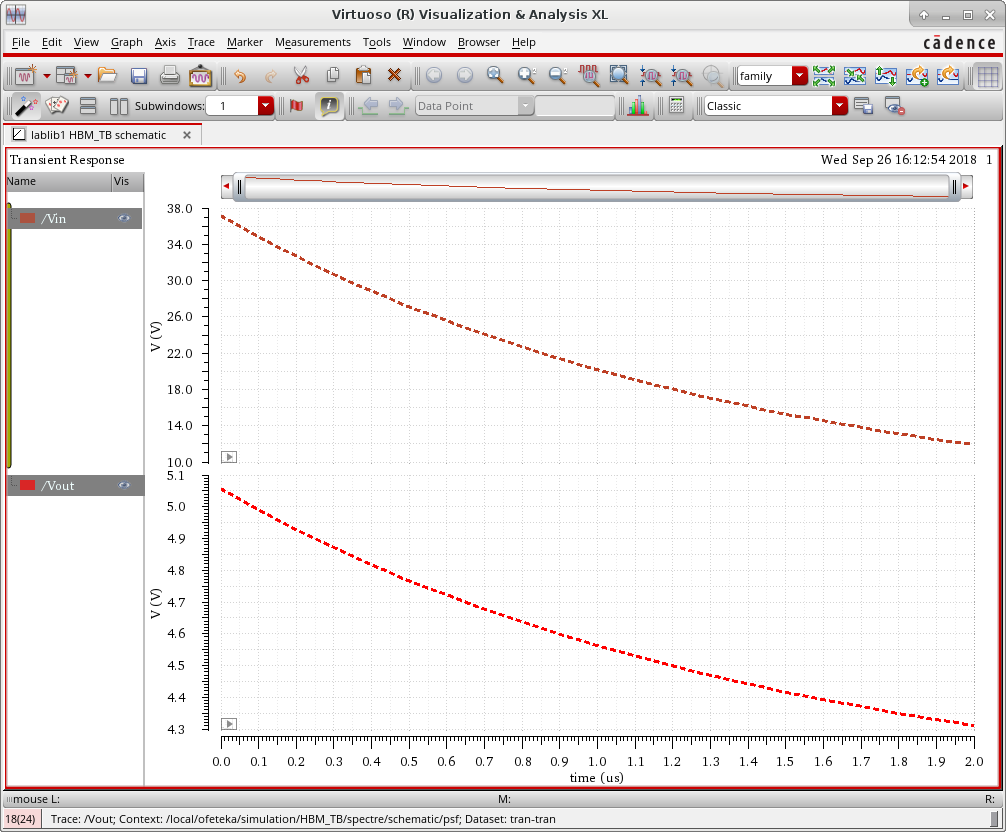 Virtuoso (R) Visualization & Analysis XL
File Edit View Graph Axis Trace Marker Measurements Tools Window Browser Help
cādence
family
Subwindows: 1 Data Point Classic
lablib1 HBM_TB schematic
Transient Response Wed Sep 26 16:12:54 2018 1
Name Vis
/Vin
38.0
34.0
30.0
26.0
22.0
18.0
14.0
10.0
V (V)
/Vout
5.1
5.0
4.9
4.8
4.7
4.6
4.5
4.4
4.3
V (V)
0.0 0.1 0.2 0.3 0.4 0.5 0.6 0.7 0.8 0.9 1.0 1.1 1.2 1.3 1.4 1.5 1.6 1.7 1.8 1.9 2.0
time (us)
mouse L: M: R:
18(24) Trace: /Vout; Context: /local/ofeteka/simulation/HBM_TB/spectre/schematic/psf; Dataset: tran-tran